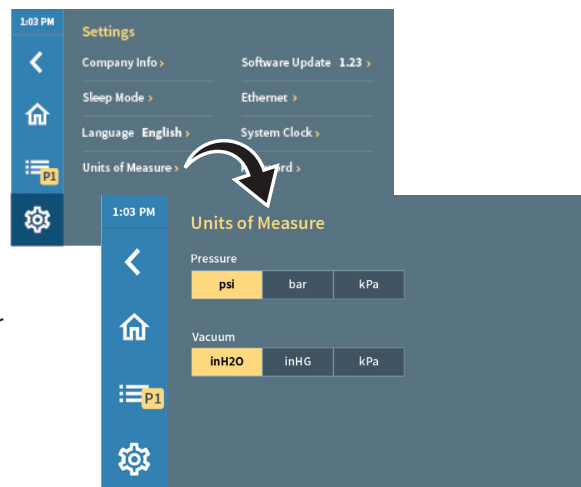 1:03 PM
Settings
Company Info >
Software Update 1.23 >
Sleep Mode >
Ethernet >
Language English >
System Clock >
Units of Measure >
P1
1:03 PM
Units of Measure
Pressure
psi bar kPa
Vacuum
inH2O inHG kPa
P1